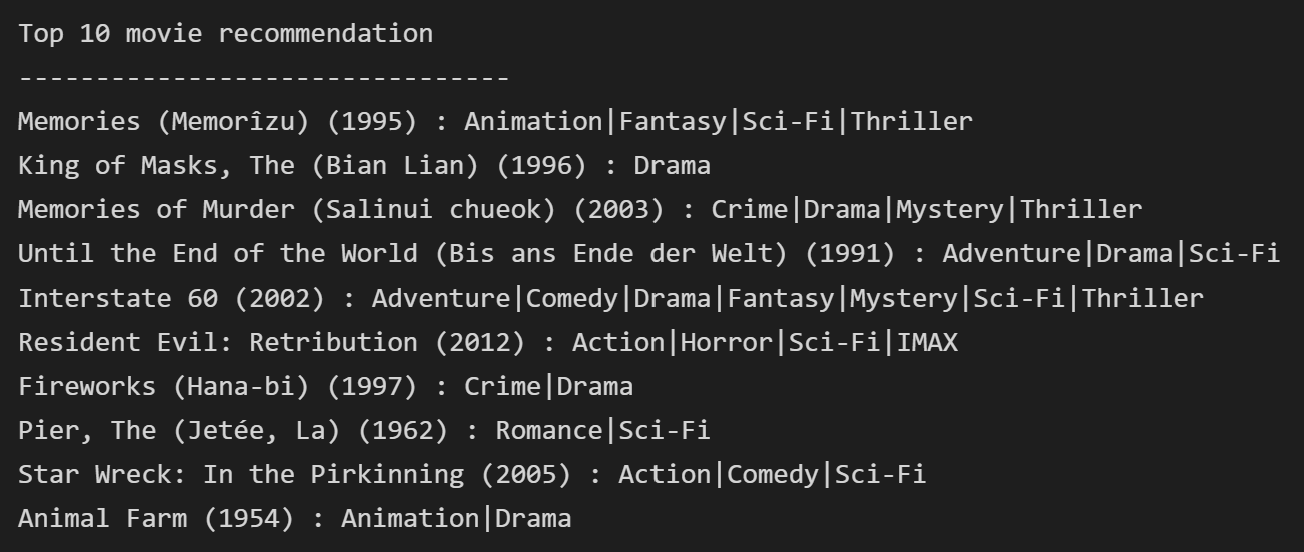 Top 10 movie recommendation
--------------------------------
Memories (Memorîzu) (1995) : Animation|Fantasy|Sci-Fi|Thriller
King of Masks, The (Bian Lian) (1996) : Drama
Memories of Murder (Salinui chueok) (2003) : Crime|Drama|Mystery|Thriller
Until the End of the World (Bis ans Ende der Welt) (1991) : Adventure|Drama|Sci-Fi
Interstate 60 (2002) : Adventure|Comedy|Drama|Fantasy|Mystery|Sci-Fi|Thriller
Resident Evil: Retribution (2012) : Action|Horror|Sci-Fi|IMAX
Fireworks (Hana-bi) (1997) : Crime|Drama
Pier, The (Jetée, La) (1962) : Romance|Sci-Fi
Star Wreck: In the Pirkinning (2005) : Action|Comedy|Sci-Fi
Animal Farm (1954) : Animation|Drama